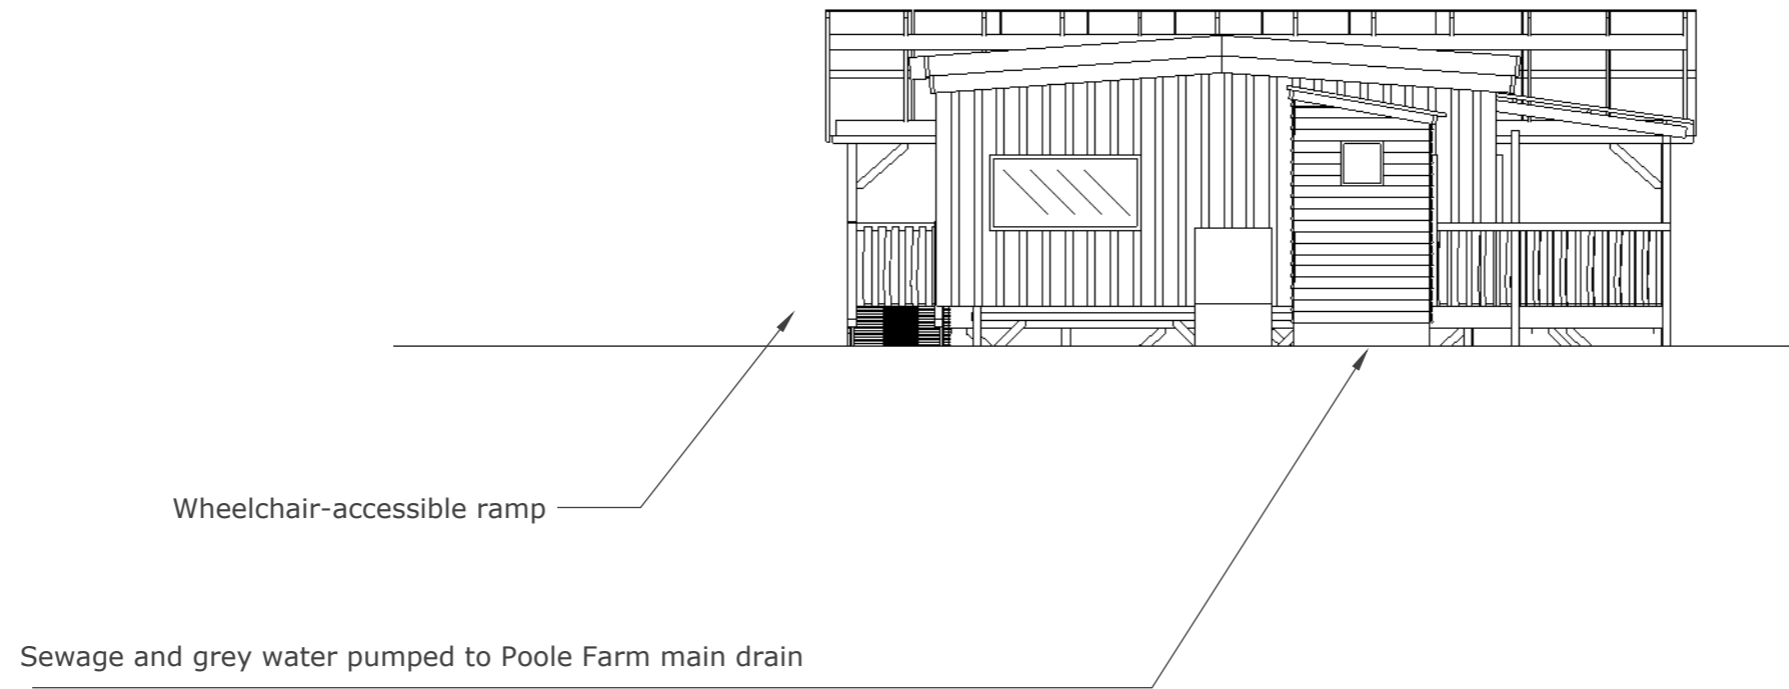 Wheelchair-accessible ramp
Sewage and grey water pumped to Poole Farm main drain